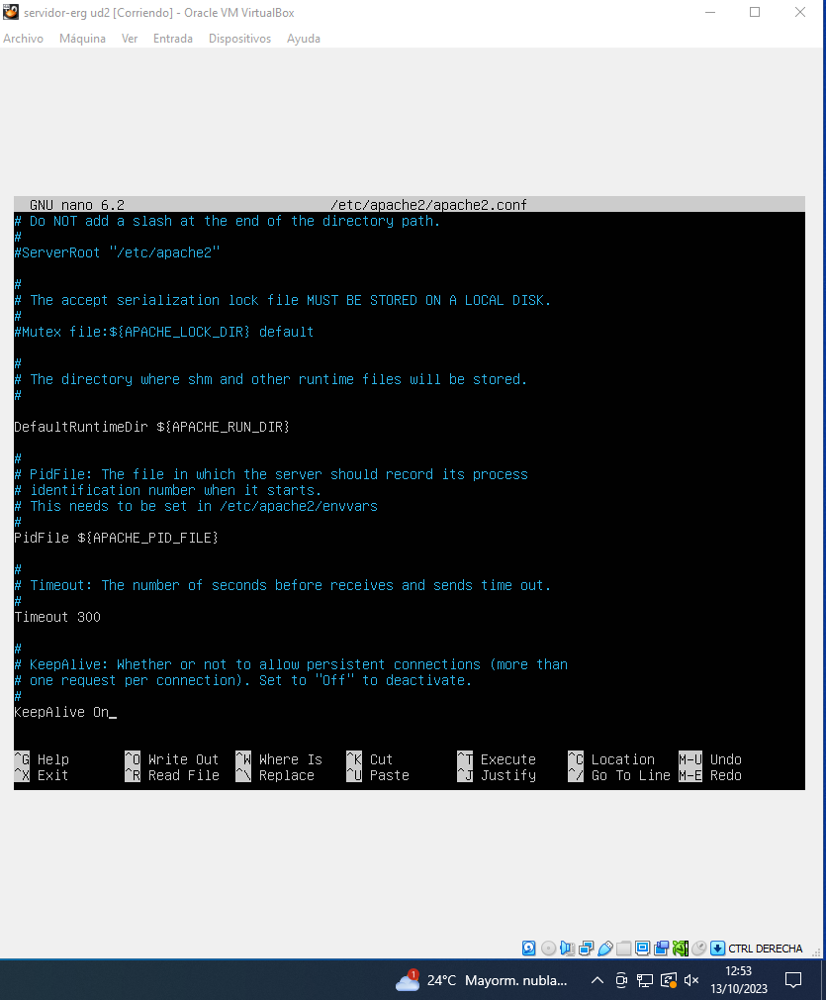 servidor-erg ud2 [Corriendo] - Oracle VM VirtualBox
Archivo Máquina Ver Entrada Dispositivos Ayuda
GNU nano 6.2 /etc/apache2/apache2.conf
# Do NOT add a slash at the end of the directory path.
#
#ServerRoot "/etc/apache2"
#
# The accept serialization lock file MUST BE STORED ON A LOCAL DISK.
#
#Mutex file:${APACHE_LOCK_DIR} default
#
# The directory where shm and other runtime files will be stored.
#
DefaultRuntimeDir ${APACHE_RUN_DIR}
#
# PidFile: The file in which the server should record its process
# identification number when it starts.
# This needs to be set in /etc/apache2/envvars
#
PidFile ${APACHE_PID_FILE}
#
# Timeout: The number of seconds before receives and sends time out.
#
Timeout 300
#
# KeepAlive: Whether or not to allow persistent connections (more than
# one request per connection). Set to "Off" to deactivate.
#
KeepAlive On_
^G Help ^O Write Out ^W Where Is ^K Cut ^T Execute ^C Location M-U Undo
^X Exit ^R Read File ^\ Replace ^U Paste ^J Justify ^/ Go To Line M-E Redo
CTRL DERECHA
1 24°C Mayorm. nubla... 12:53
13/10/2023